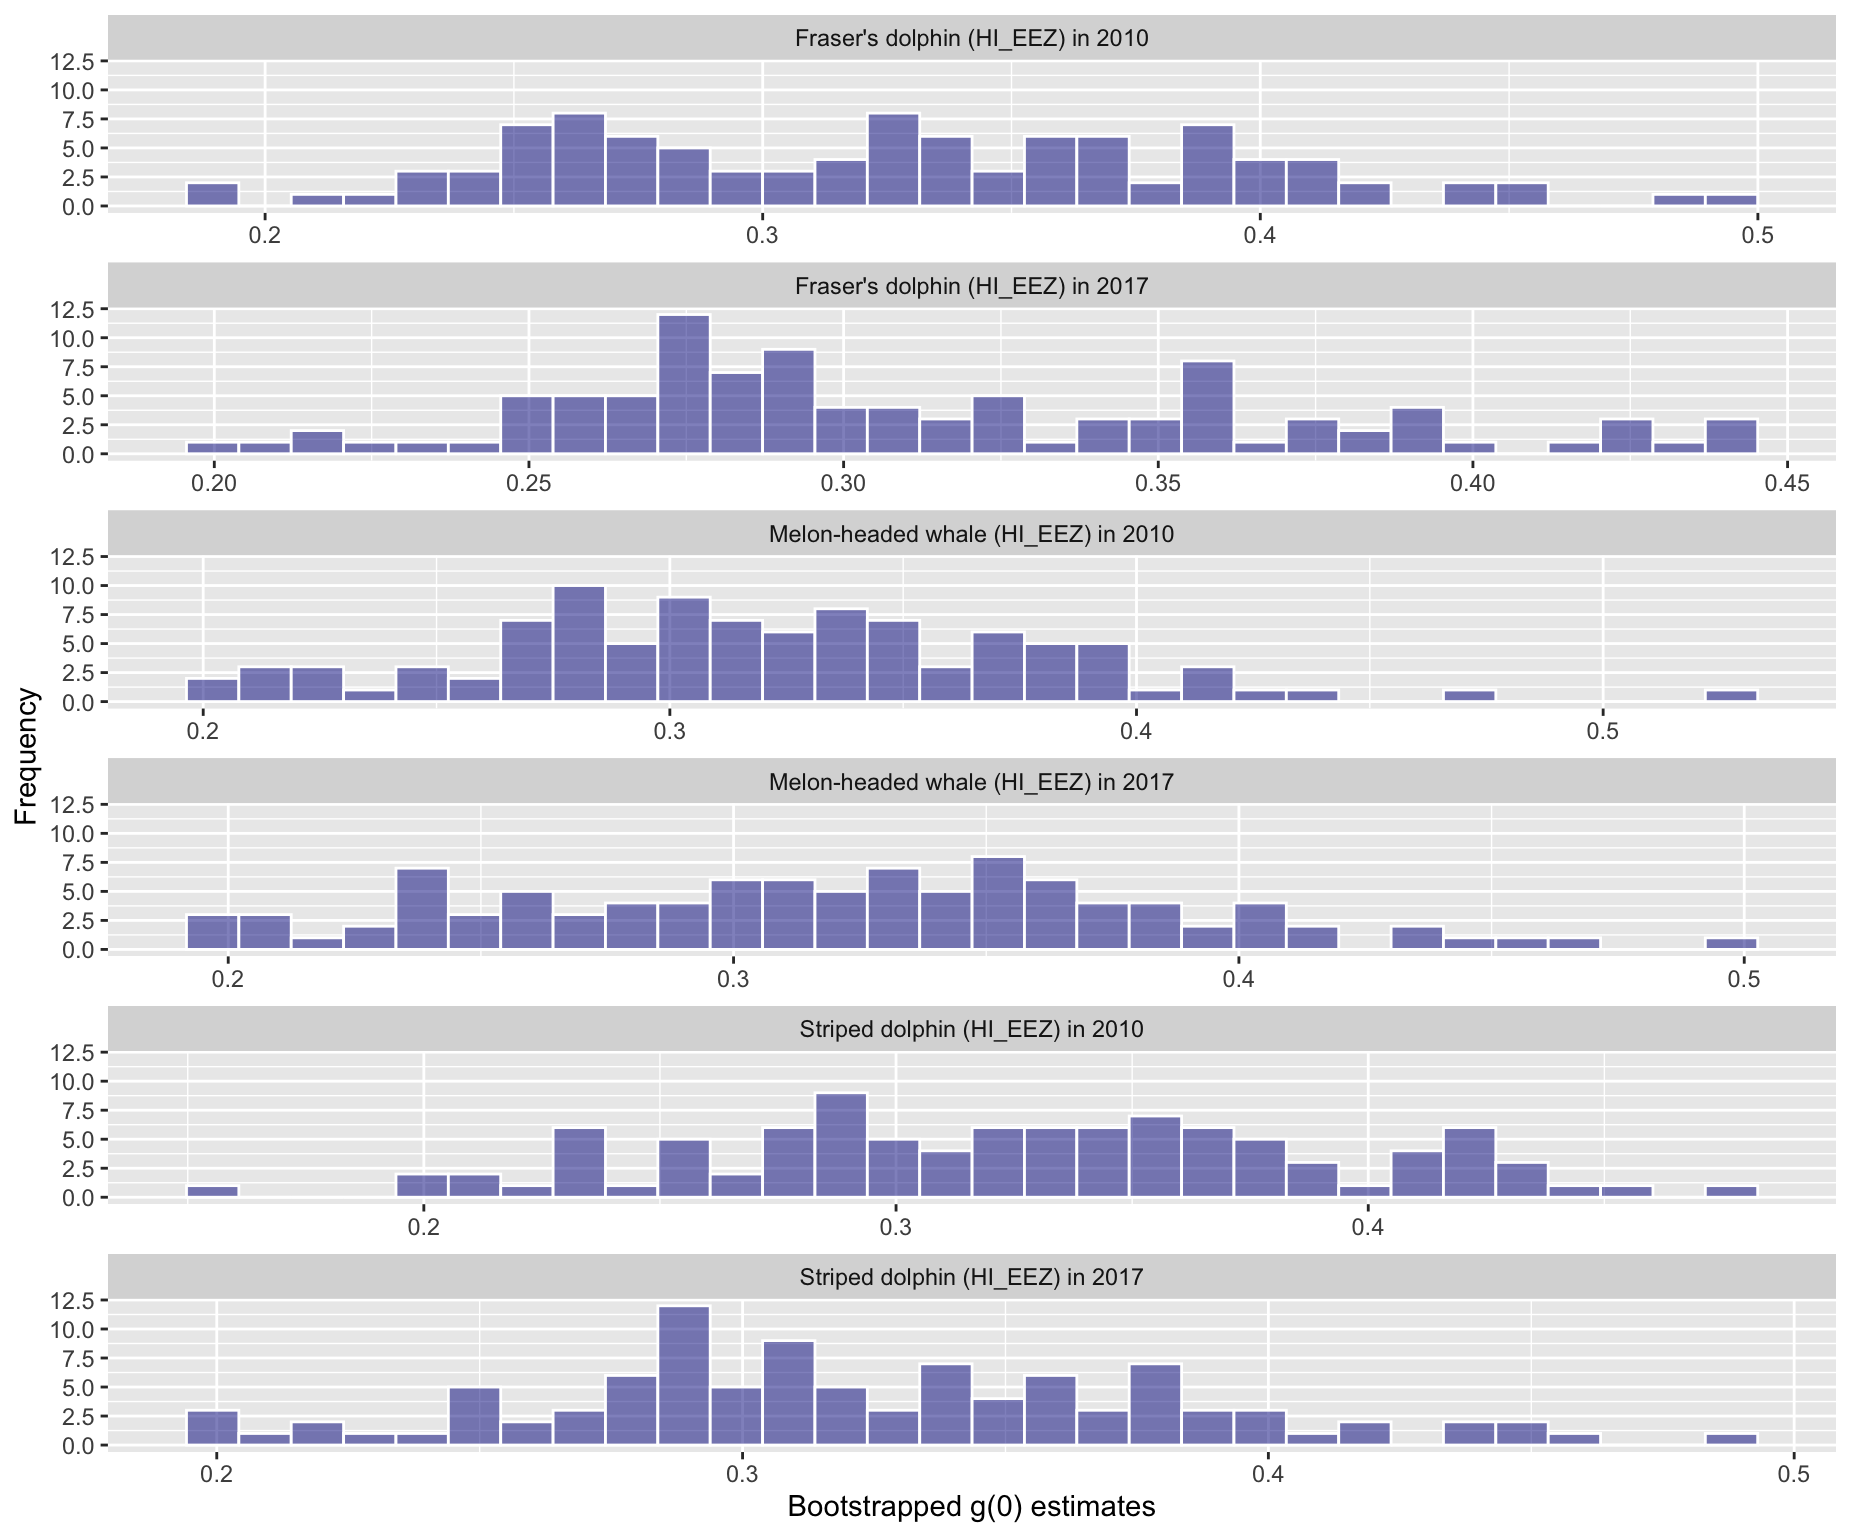 Fraser's dolphin (HI_EEZ) in 2010
12.5
10.0
7.5
5.0
2.5
0.0
0.2 0.3 0.4 0.5
Fraser's dolphin (HI_EEZ) in 2017
12.5
10.0
7.5
5.0
2.5
0.0
0.20 0.25 0.30 0.35 0.40 0.45
Melon-headed whale (HI_EEZ) in 2010
12.5
10.0
7.5
5.0
2.5
0.0
0.2 0.3 0.4 0.5
Frequency
Melon-headed whale (HI_EEZ) in 2017
12.5
10.0
7.5
5.0
2.5
0.0
0.2 0.3 0.4 0.5
Striped dolphin (HI_EEZ) in 2010
12.5
10.0
7.5
5.0
2.5
0.0
0.2 0.3 0.4
Striped dolphin (HI_EEZ) in 2017
12.5
10.0
7.5
5.0
2.5
0.0
0.2 0.3 0.4 0.5
Bootstrapped g(0) estimates